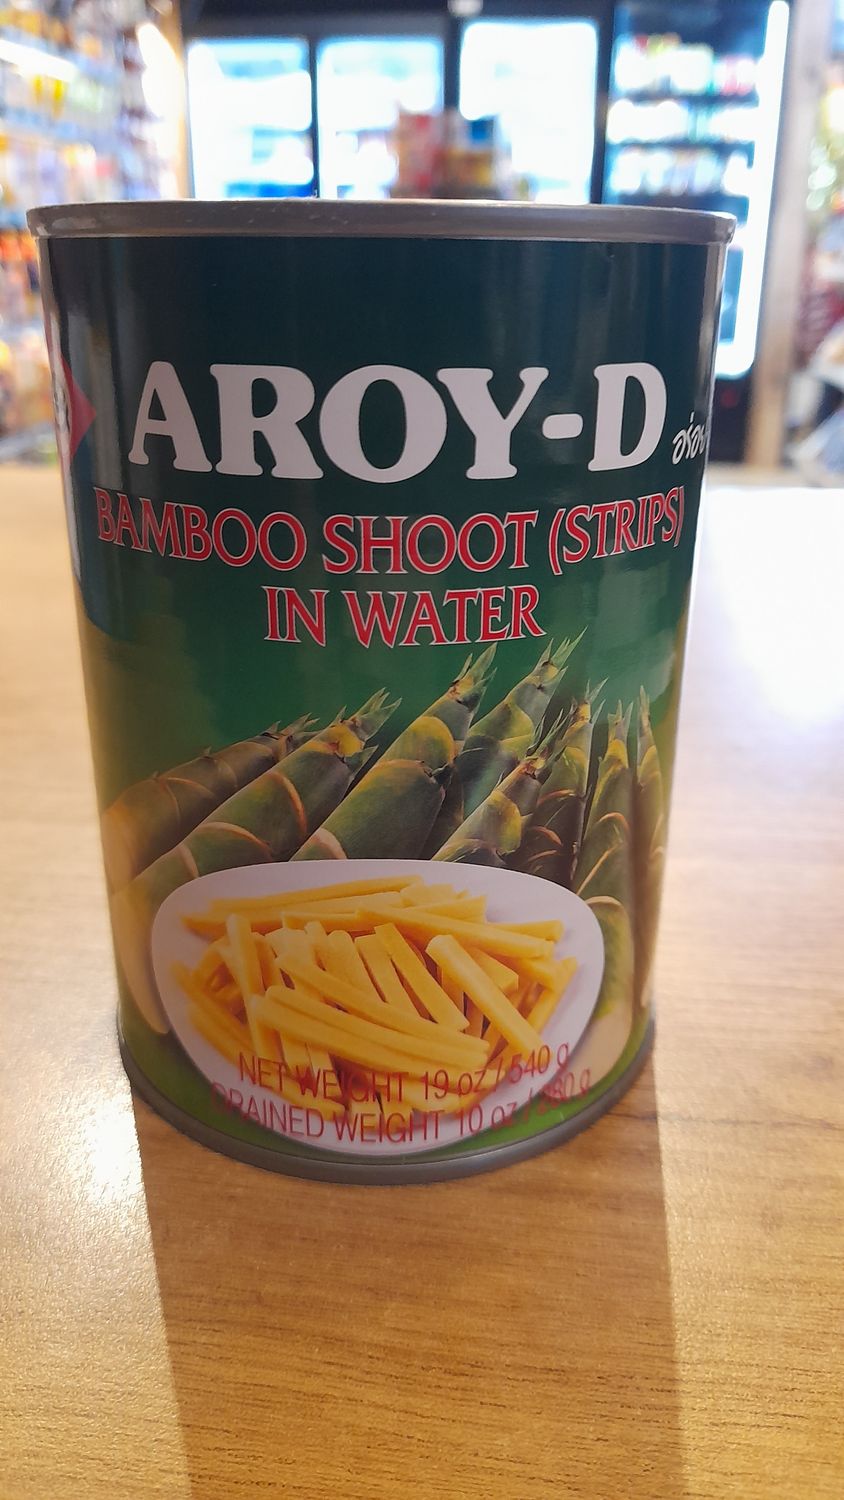 AROY-D
BAMBOO SHOOT (STRIPS)
IN WATER
NET WEIGHT 19 oz / 540 g
DRAINED WEIGHT 10 oz /